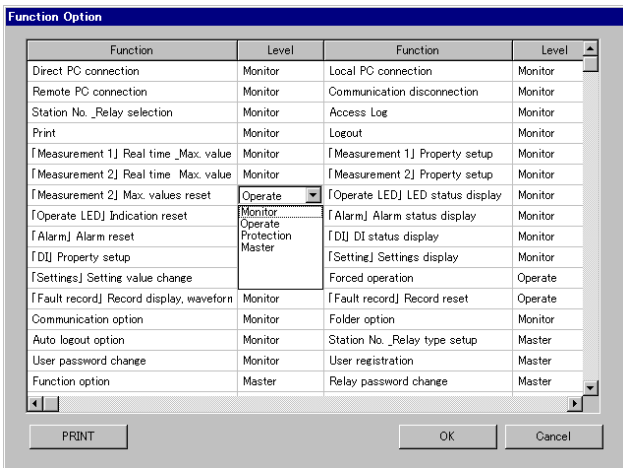 Function Option
Function Level Function Level
Direct PC connection Monitor Local PC connection Monitor
Remote PC connection Monitor Communication disconnection Monitor
Station No. _Relay selection Monitor Access Log Monitor
Print Monitor Logout Monitor
｢Measurement 1｣ Real time _Max. value Monitor ｢Measurement 1｣ Property setup Monitor
｢Measurement 2｣ Real time Max. value Monitor ｢Measurement 2｣ Property setup Monitor
｢Measurement 2｣ Max. values reset Operate ｢Operate LED｣ LED status display Monitor
｢Operate LED｣ Indication reset Monitor ｢Alarm｣ Alarm status display Monitor
Operate
｢Alarm｣ Alarm reset Protection ｢DI｣ DI status display Monitor
Master
｢DI｣ Property setup ｢Setting｣ Settings display Monitor
｢Settings｣ Setting value change Forced operation Operate
｢Fault record｣ Record display, waveforn Monitor ｢Fault record｣ Record reset Operate
Communication option Monitor Folder option Monitor
Auto logout option Monitor Station No. _Relay type setup Master
User password change Monitor User registration Master
Function option Master Relay password change Master
PRINT OK Cancel